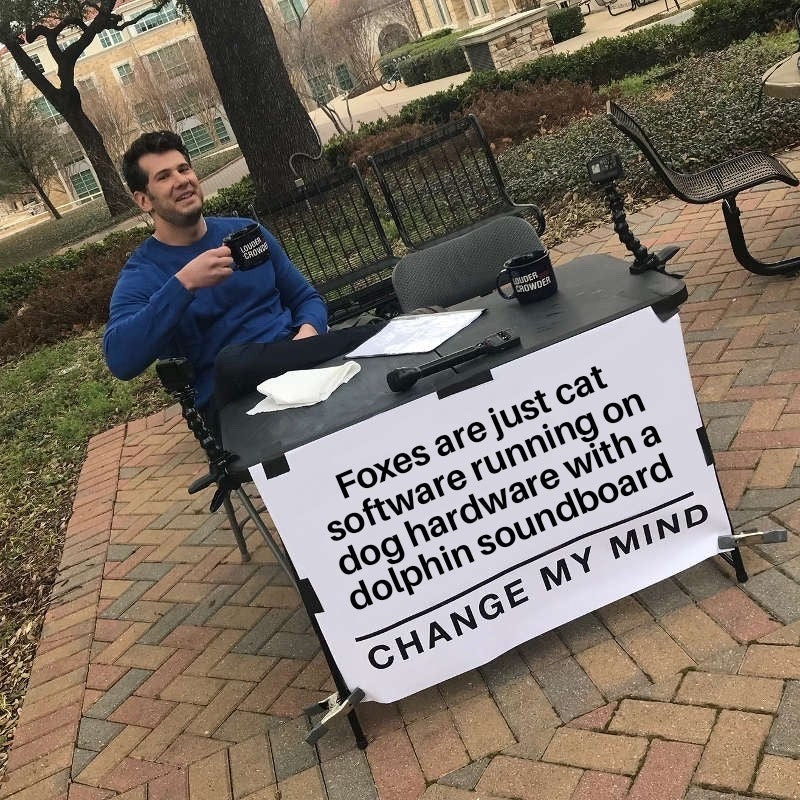 LOUDER
CROWDER
LOUDER
CROWDER
Foxes are just cat
software running on
dog hardware with a
dolphin soundboard
CHANGE MY MIND